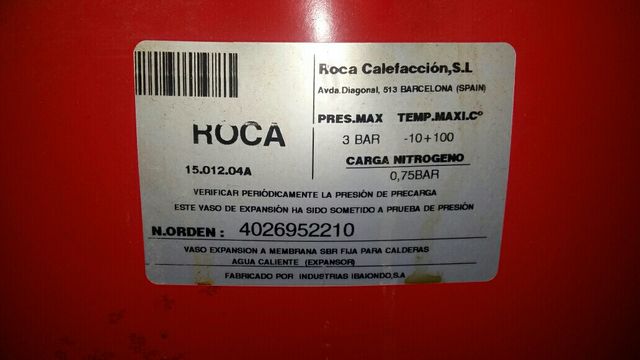 Roca Calefacción,S.L
Avda.Diagonal, 513 BARCELONA (SPAIN)
ROCA
15.012.04A
PRES.MAX TEMP.MAXI.Cº
3 BAR -10+100
CARGA NITROGENO
0,75BAR
VERIFICAR PERIÓDICAMENTE LA PRESIÓN DE PRECARGA
ESTE VASO DE EXPANSIÓN HA SIDO SOMETIDO A PRUEBA DE PRESIÓN
N.ORDEN : 4026952210
VASO EXPANSION A MEMBRANA SBR FIJA PARA CALDERAS
AGUA CALIENTE (EXPANSOR)
FABRICADO POR INDUSTRIAS IBAIONDO,S.A